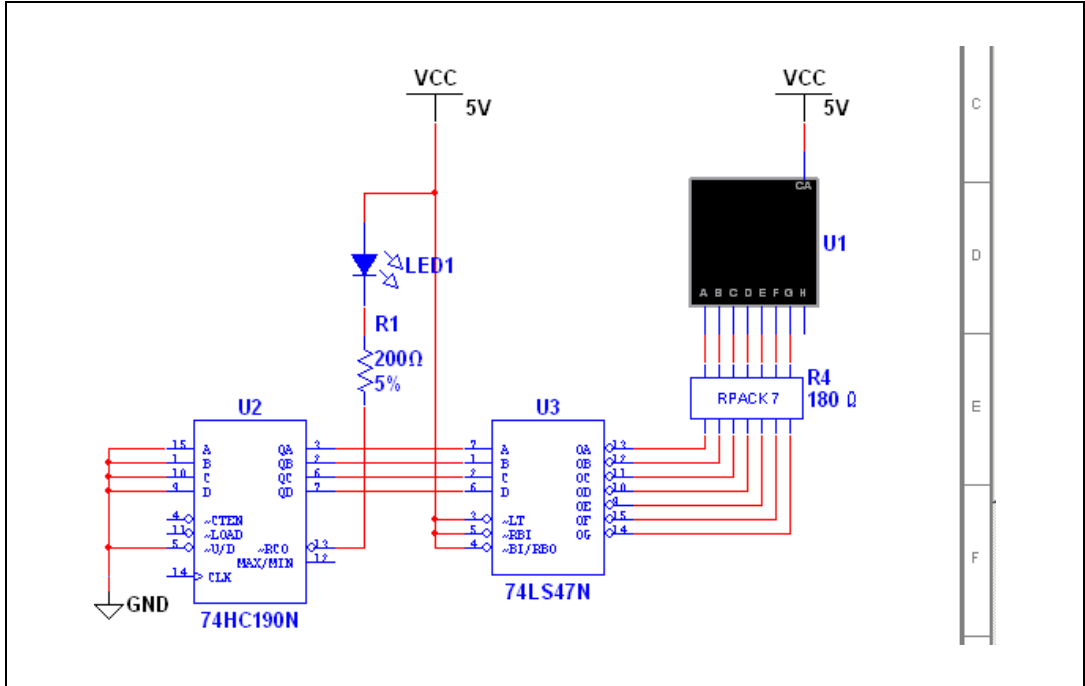 VCC
5V
VCC
5V
C
CA
U1
D
A B C D E F G H
LED1
R1
200Ω
5%
R4
180 Ω
RPACK 7
E
U2
U3
15 A QA 3
1 B QB 2
10 C QC 6
9 D QD 7
4 ~CTEN
11 ~LOAD
5 ~U/D ~RCO 13
MAX/MIN 12
14 CLK
74HC190N
7 A OA 13
1 B OB 12
2 C OC 11
6 D OD 10
OE 9
3 ~LT OF 15
5 ~RBI OG 14
4 ~BI/RBO
74LS47N
GND
F